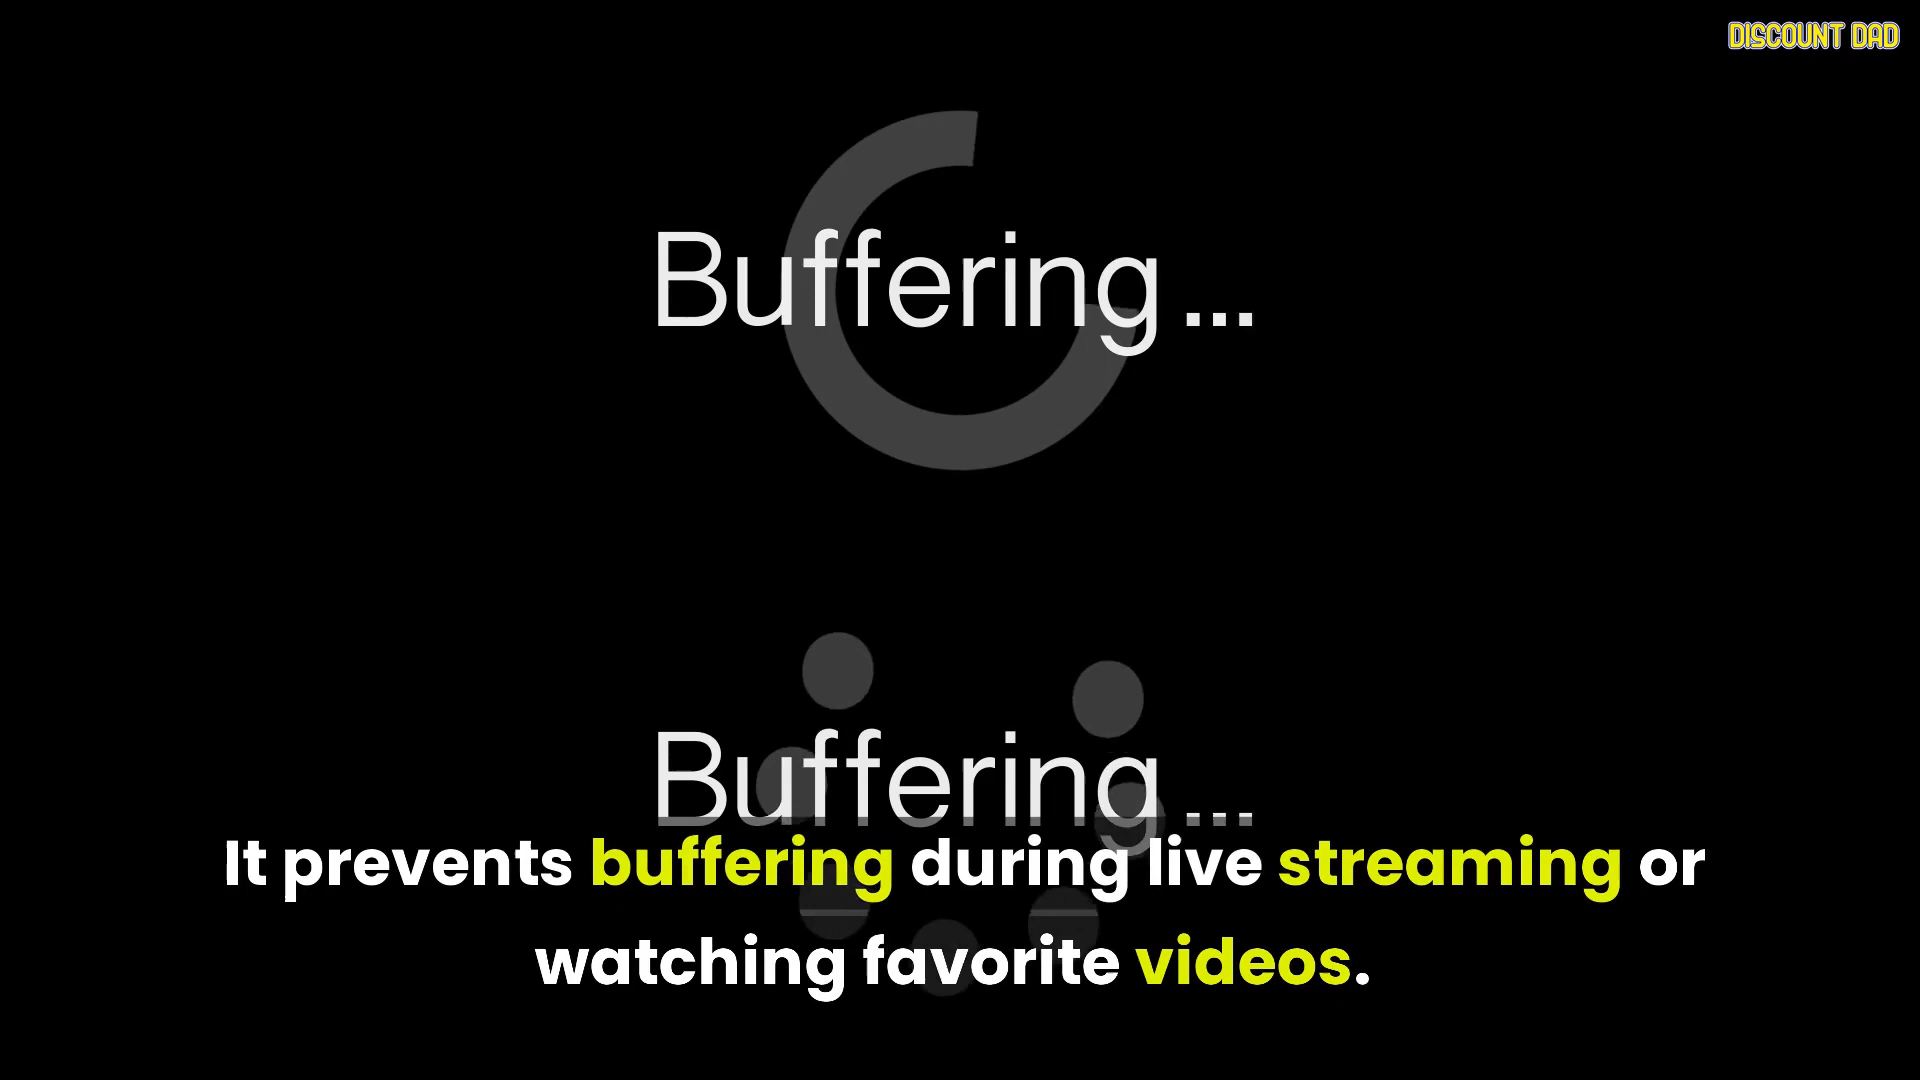 DISCOUNT DAD
Buffering...
Buffering...
It prevents buffering during live streaming or
watching favorite videos.